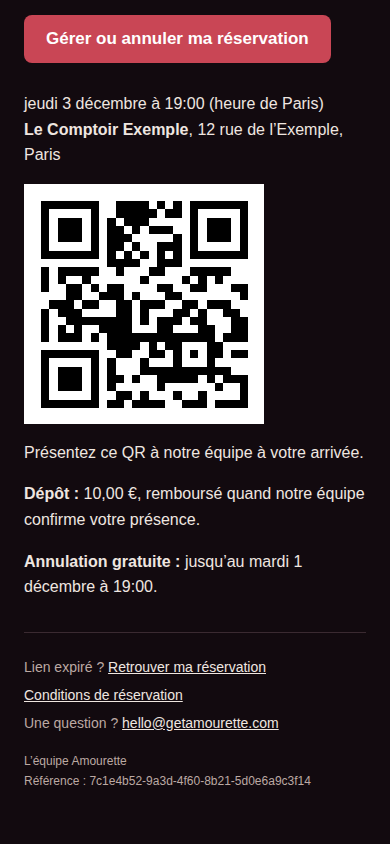 Gérer ou annuler ma réservation
jeudi 3 décembre à 19:00 (heure de Paris)
Le Comptoir Exemple, 12 rue de l’Exemple,
Paris
Présentez ce QR à notre équipe à votre arrivée.
Dépôt : 10,00 €, remboursé quand notre équipe
confirme votre présence.
Annulation gratuite : jusqu’au mardi 1
décembre à 19:00.
Lien expiré ? Retrouver ma réservation
Conditions de réservation
Une question ? hello@getamourette.com
L’équipe Amourette
Référence : 7c1e4b52-9a3d-4f60-8b21-5d0e6a9c3f14